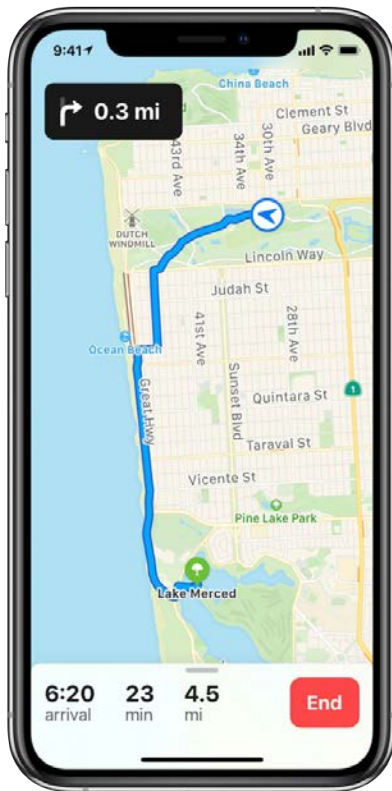 9:41
0.3 mi
China Beach
Clement St
Geary Blvd
30th Ave
34th Ave
43rd Ave
DUTCH
WINDMILL
Lincoln Way
Judah St
41st Ave
28th Ave
Ocean Beach
Sunset Blvd
Great Hwy
1
Quintara St
Taraval St
Vicente St
Pine Lake Park
Lake Merced
6:20
arrival
23
min
4.5
mi
End